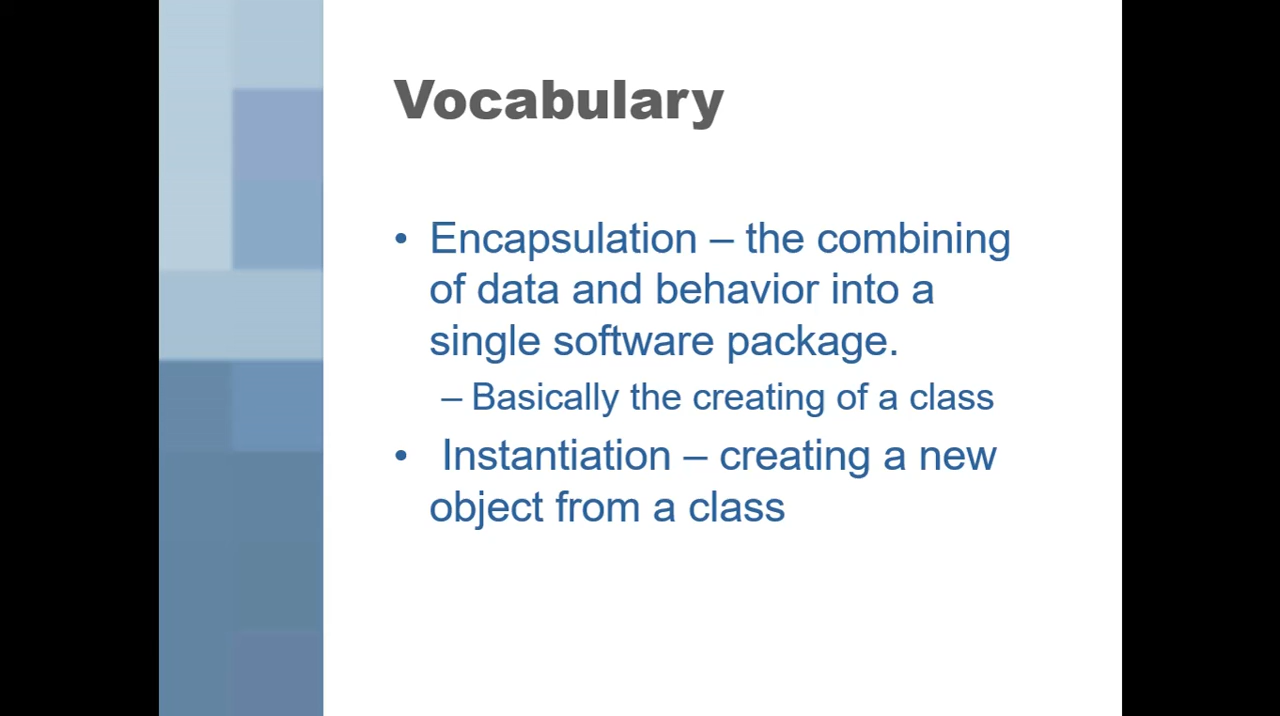 Vocabulary
• Encapsulation – the combining
of data and behavior into a
single software package.
– Basically the creating of a class
• Instantiation – creating a new
object from a class